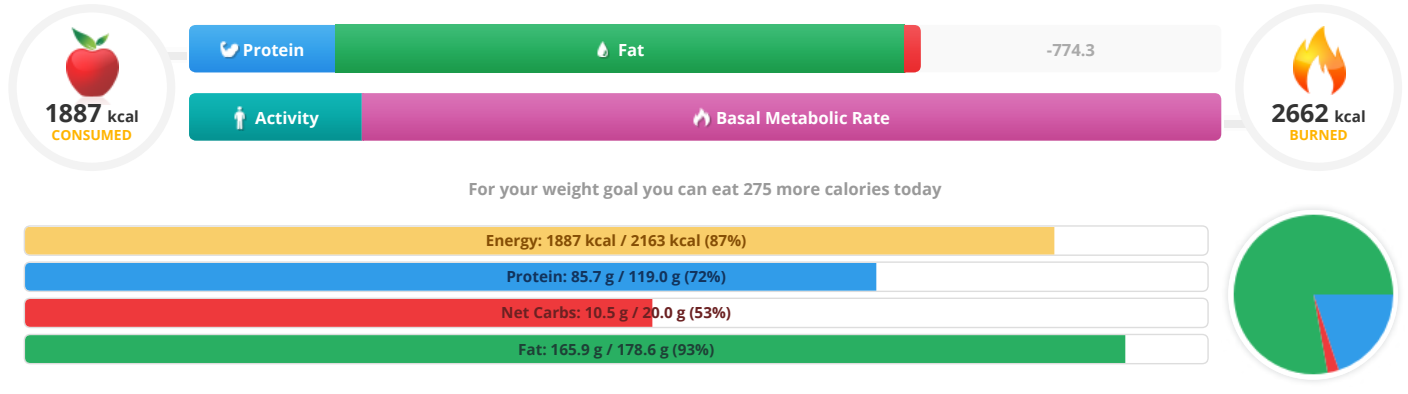 1887 kcal
CONSUMED
Protein
Fat
-774.3
2662 kcal
BURNED
Activity
Basal Metabolic Rate
For your weight goal you can eat 275 more calories today
Energy: 1887 kcal / 2163 kcal (87%)
Protein: 85.7 g / 119.0 g (72%)
Net Carbs: 10.5 g / 20.0 g (53%)
Fat: 165.9 g / 178.6 g (93%)